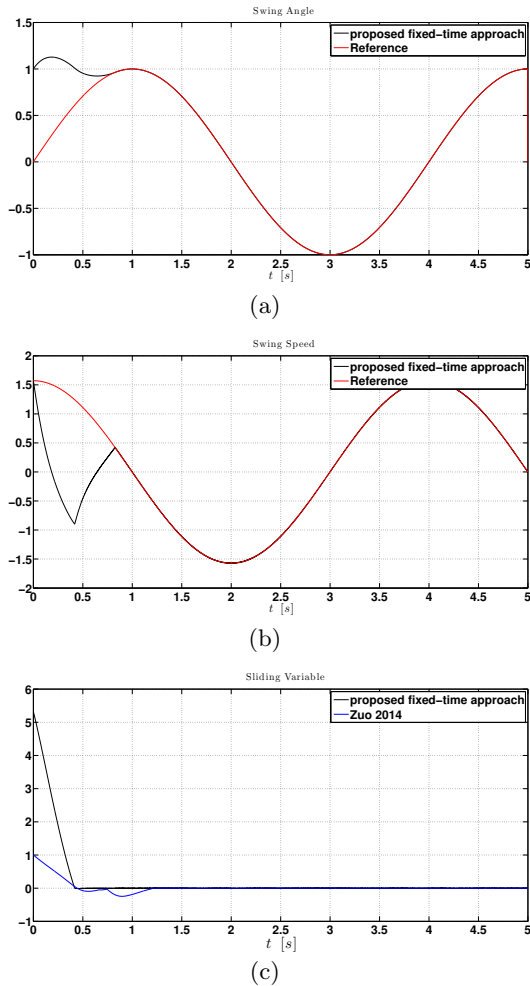 Swing Angle
1.5
1
0.5
0
−0.5
−1
proposed fixed−time approach
Reference
0 0.5 1 1.5 2 2.5 3 3.5 4 4.5 5
t [s]
(a)
Swing Speed
2
1.5
1
0.5
0
−0.5
−1
−1.5
−2
proposed fixed−time approach
Reference
0 0.5 1 1.5 2 2.5 3 3.5 4 4.5 5
t [s]
(b)
Sliding Variable
6
5
4
3
2
1
0
−1
proposed fixed−time approach
Zuo 2014
0 0.5 1 1.5 2 2.5 3 3.5 4 4.5 5
t [s]
(c)